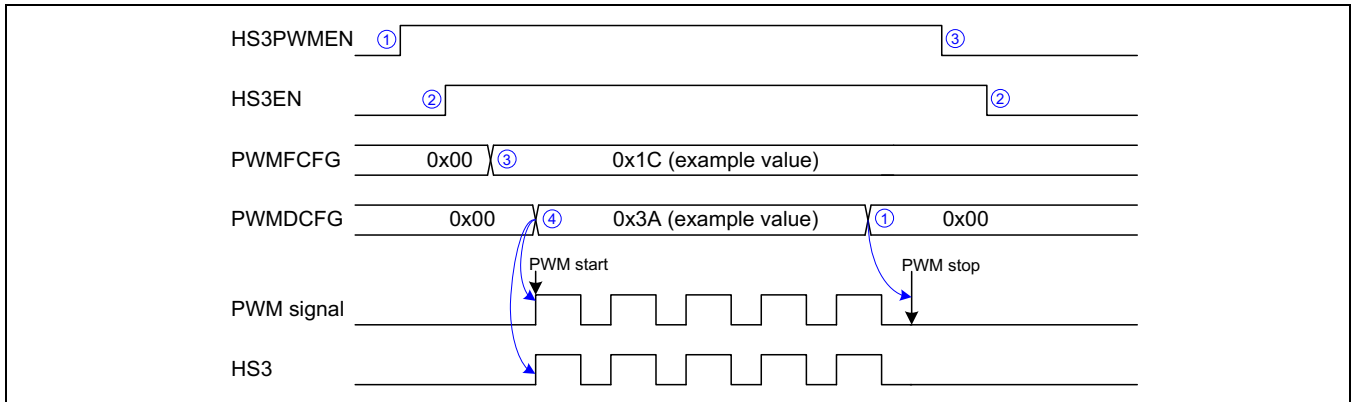 HS3PWMEN ① ③
HS3EN ② ②
PWMFCFG 0x00 ③ 0x1C (example value)
PWMDCFG 0x00 ④ 0x3A (example value) ① 0x00
PWM start PWM stop
PWM signal
HS3